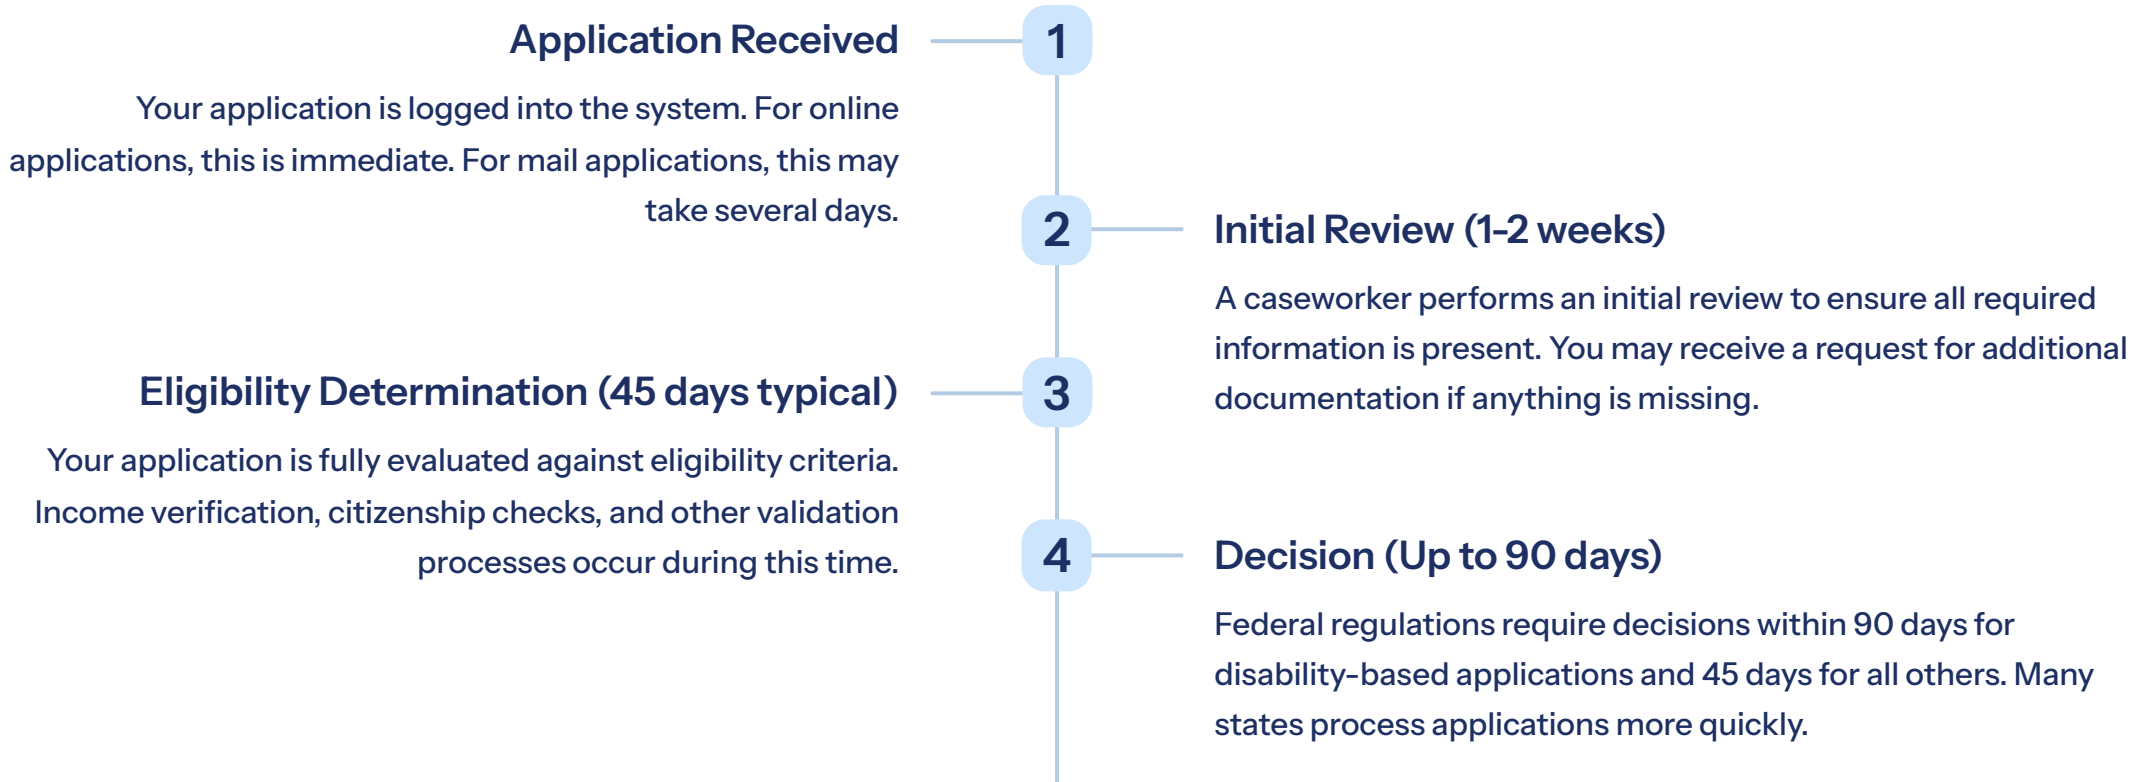 Application Received
1
Your application is logged into the system. For online
applications, this is immediate. For mail applications, this may
take several days.
2
Initial Review (1–2 weeks)
A caseworker performs an initial review to ensure all required
information is present. You may receive a request for additional
documentation if anything is missing.
Eligibility Determination (45 days typical)
3
Your application is fully evaluated against eligibility criteria.
Income verification, citizenship checks, and other validation
processes occur during this time.
4
Decision (Up to 90 days)
Federal regulations require decisions within 90 days for
disability-based applications and 45 days for all others. Many
states process applications more quickly.